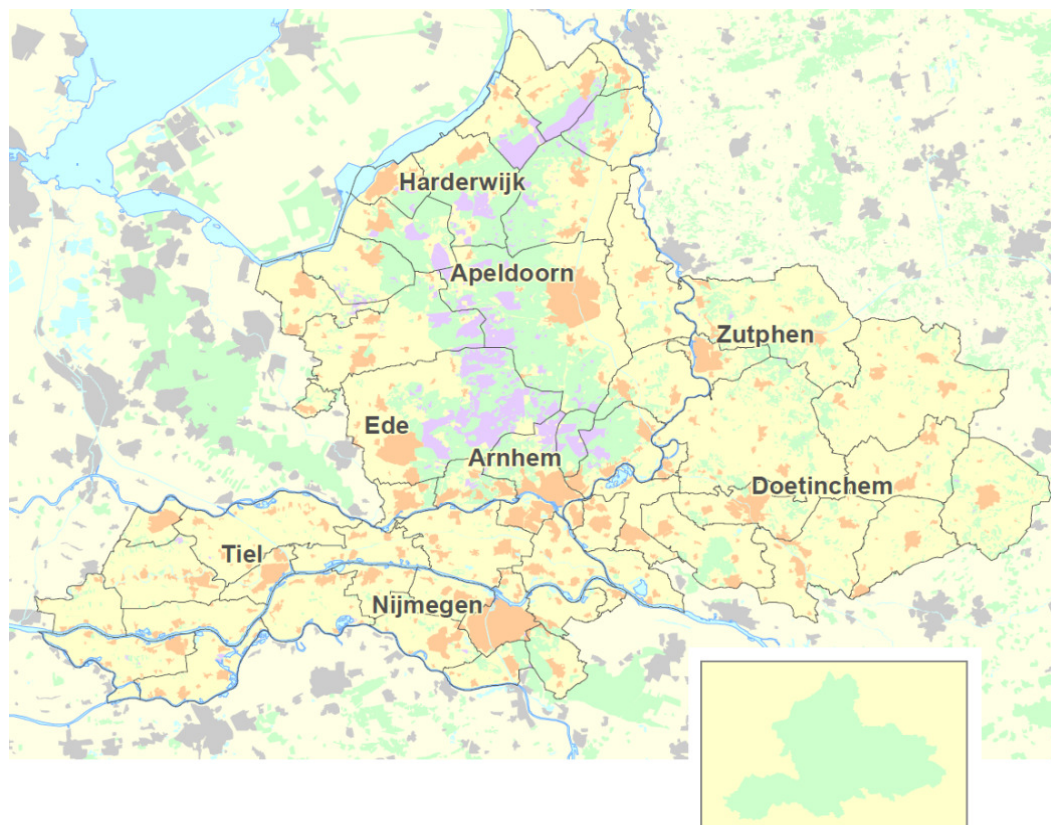 Harderwijk
Apeldoorn
Zutphen
Ede
Arnhem
Doetinchem
Tiel
Nijmegen